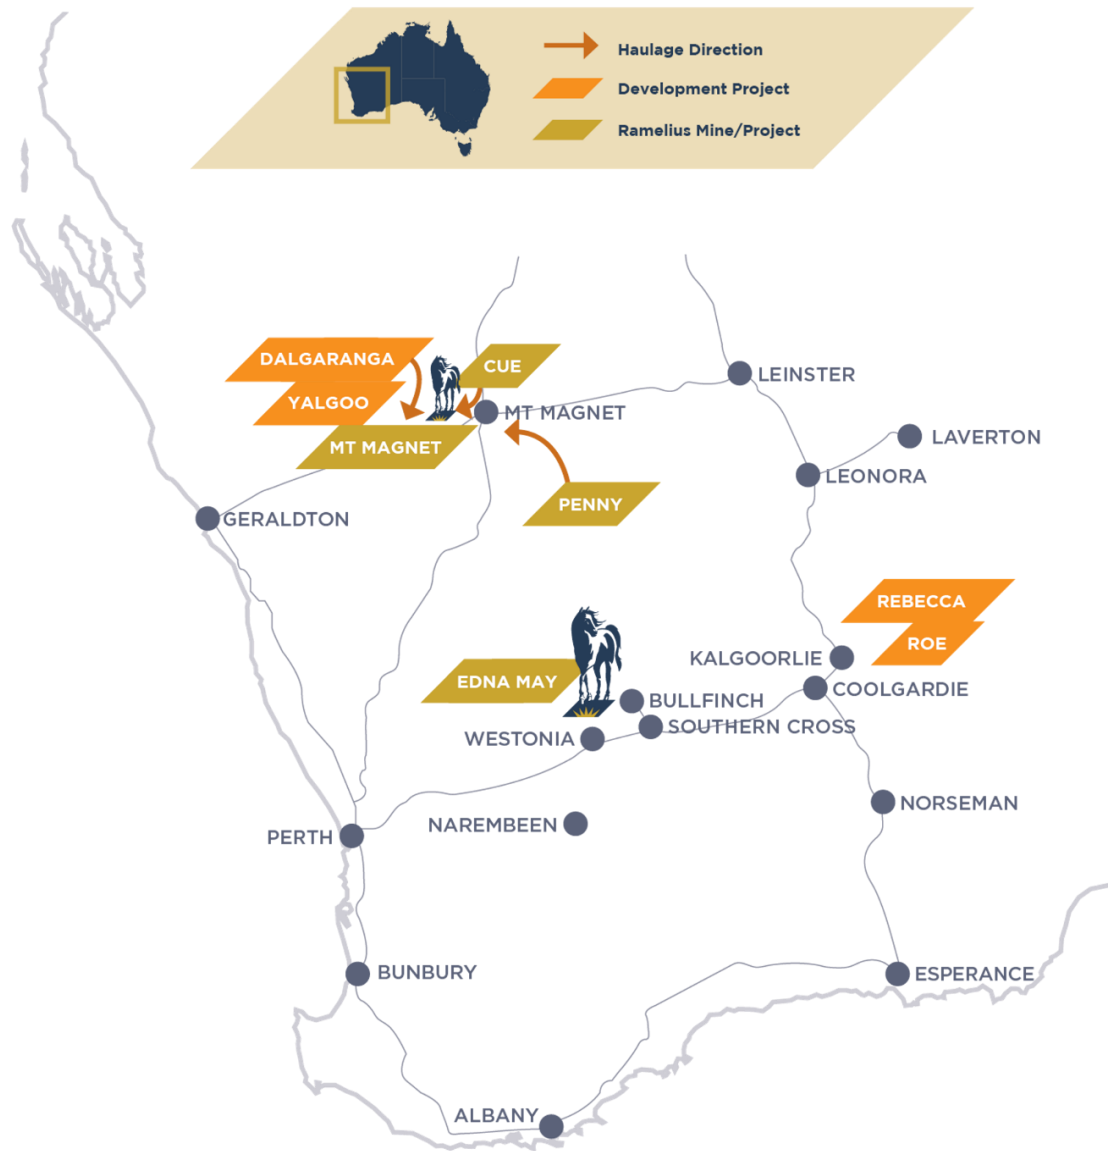 Haulage Direction
Development Project
Ramelius Mine/Project
DALGARANGA
CUE
YALGOO
MT MAGNET
MT MAGNET
LEINSTER
LAVERTON
LEONORA
PENNY
GERALDTON
REBECCA
ROE
KALGOORLIE
EDNA MAY
COOLGARDIE
BULLFINCH
SOUTHERN CROSS
WESTONIA
NORSEMAN
NAREMBEEN
PERTH
BUNBURY
ESPERANCE
ALBANY